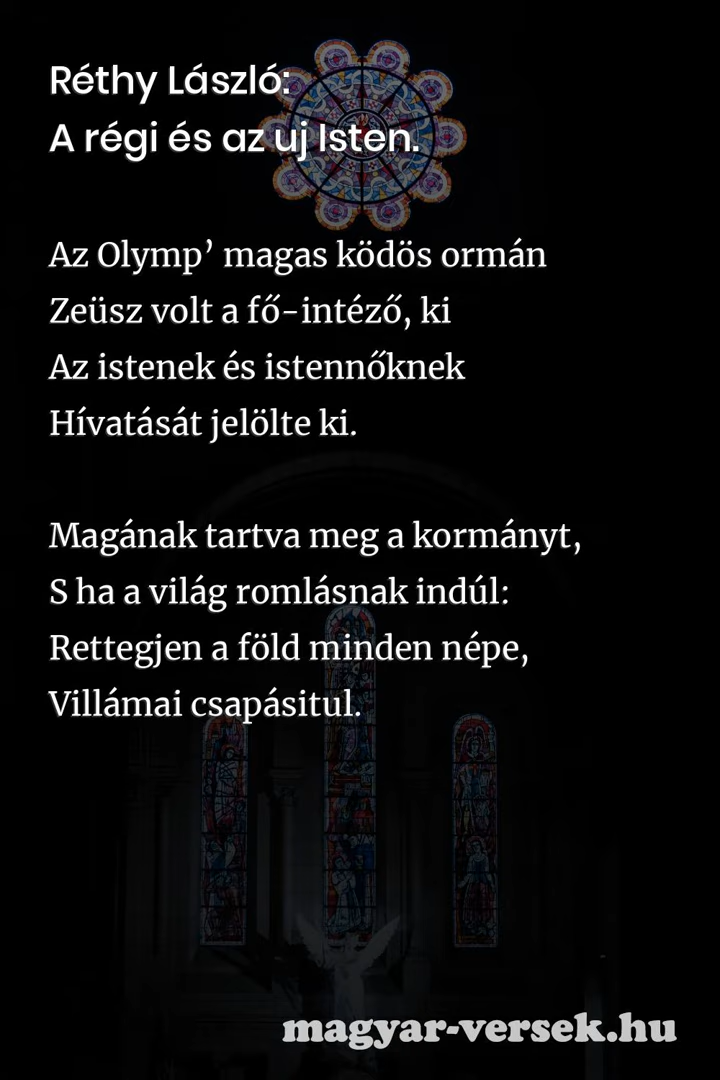 Réthy László:
A régi és az uj Isten.
Az Olymp’ magas ködös ormán
Zeüsz volt a fő-intéző, ki
Az istenek és istennőknek
Hívatását jelölte ki.
Magának tartva meg a kormányt,
S ha a világ romlásnak indúl:
Rettegjen a föld minden népe,
Villámai csapásitul.
magyar-versek.hu